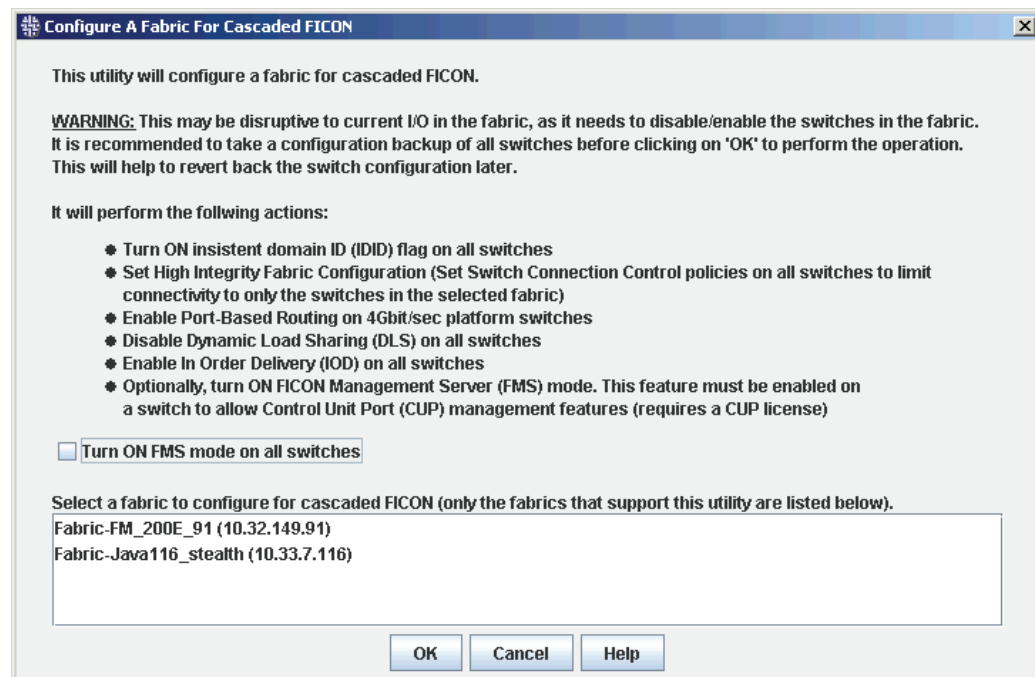 Configure A Fabric For Cascaded FICON
This utility will configure a fabric for cascaded FICON.
WARNING: This may be disruptive to current I/O in the fabric, as it needs to disable/enable the switches in the fabric.
It is recommended to take a configuration backup of all switches before clicking on 'OK' to perform the operation.
This will help to revert back the switch configuration later.
It will perform the follwing actions:
Turn ON insistent domain ID (IDID) flag on all switches
Set High Integrity Fabric Configuration (Set Switch Connection Control policies on all switches to limit
connectivity to only the switches in the selected fabric)
Enable Port-Based Routing on 4Gbit/sec platform switches
Disable Dynamic Load Sharing (DLS) on all switches
Enable In Order Delivery (IOD) on all switches
Optionally, turn ON FICON Management Server (FMS) mode. This feature must be enabled on
a switch to allow Control Unit Port (CUP) management features (requires a CUP license)
Turn ON FMS mode on all switches
Select a fabric to configure for cascaded FICON (only the fabrics that support this utility are listed below).
Fabric-FM_200E_91 (10.32.149.91)
Fabric-Java116_stealth (10.33.7.116)
OK Cancel Help